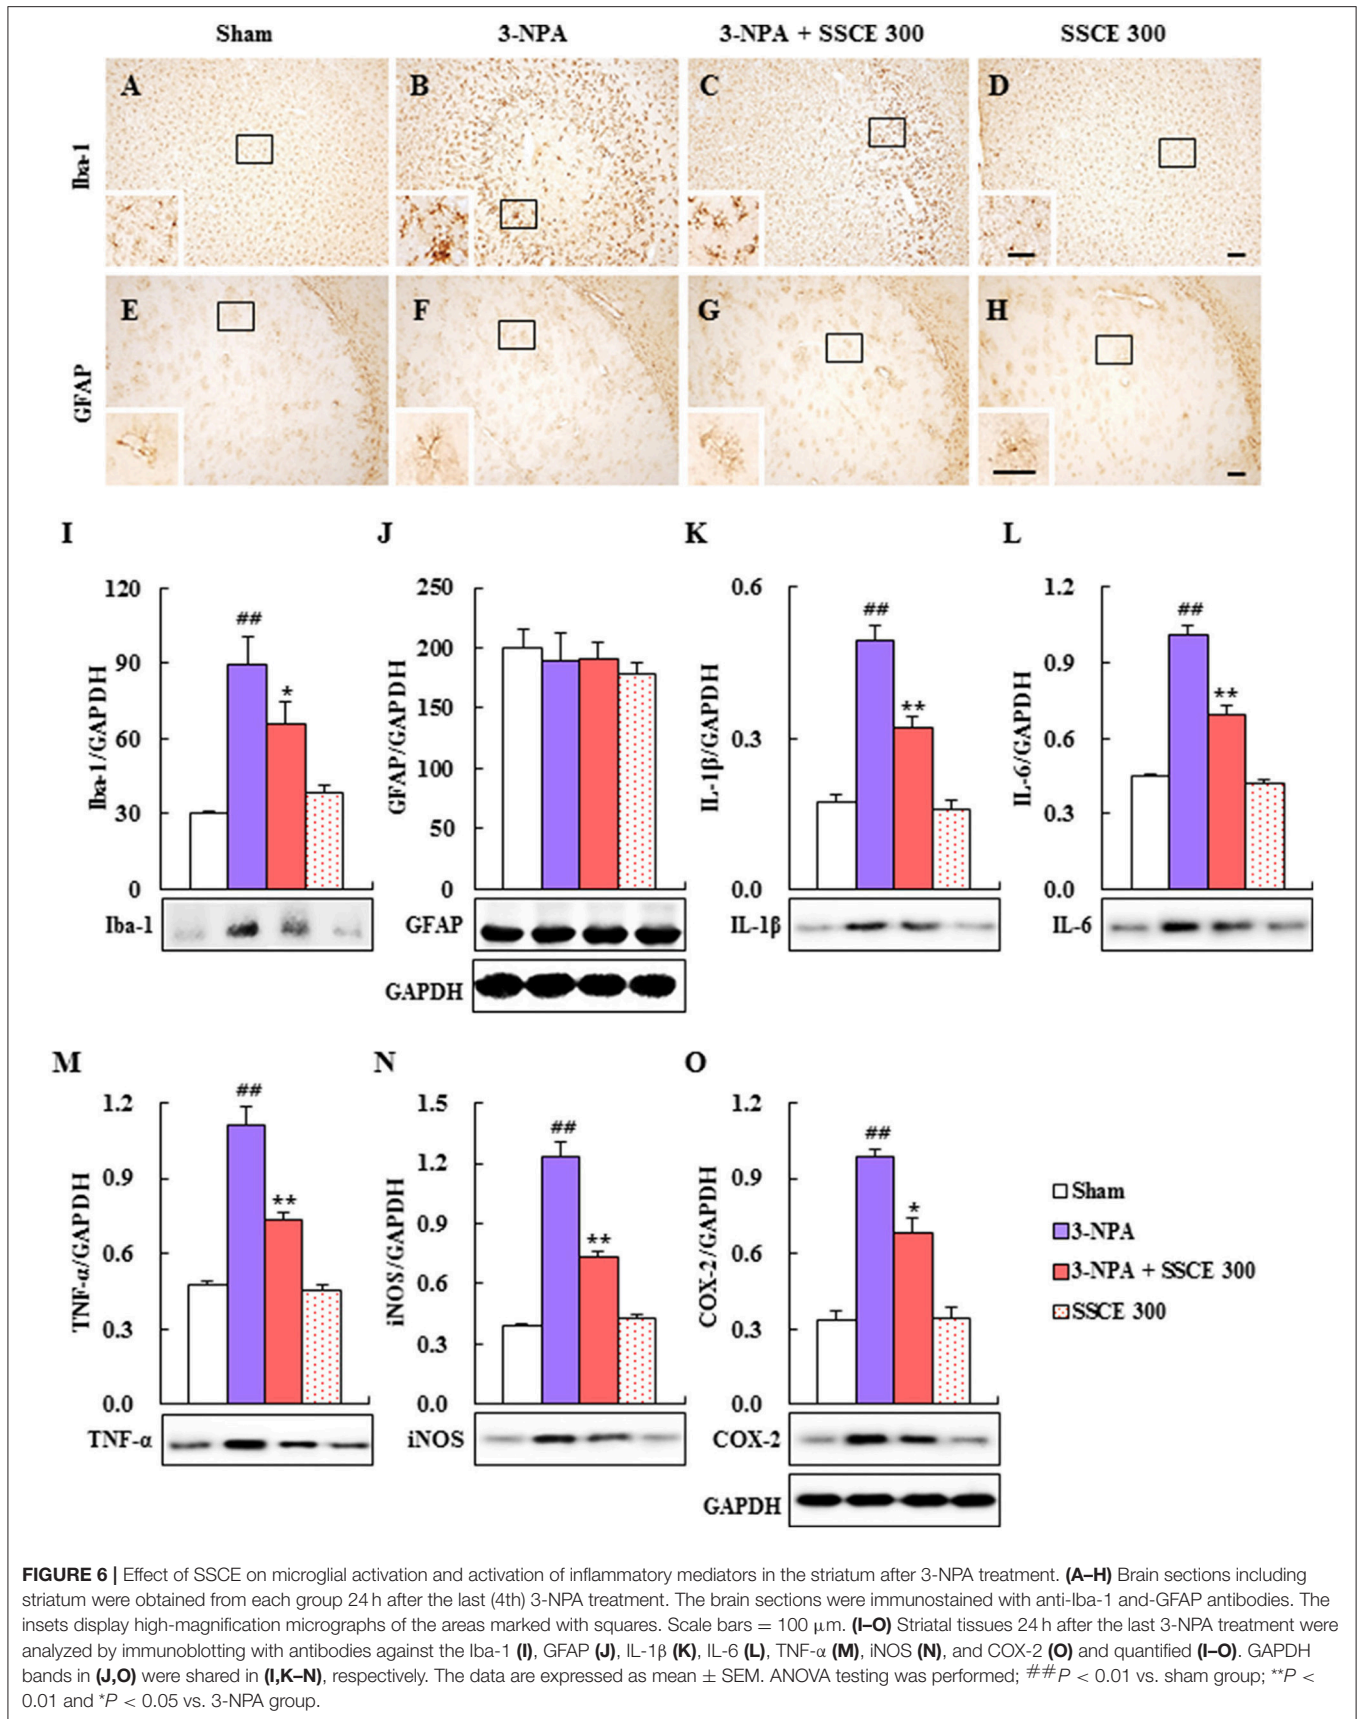 Sham 3-NPA 3-NPA + SSCE 300 SSCE 300
A B C D
Iba-1
E F G H
GFAP
I J K L
120 250 0.6 1.2
## ## ##
90 200 0.9
* ** **
60 150 0.3 0.6
100
30 50 0.3
0 0 0.0 0.0
Iba-1/GAPDH GFAP/GAPDH IL-1β/GAPDH IL-6/GAPDH
Iba-1 GFAP IL-1β IL-6
GAPDH
M N O
1.2 1.5 1.2
## ## ##
0.9 1.2 0.9
** ** *
0.9
0.6 0.6 0.6
0.3 0.3 0.3
0.0 0.0 0.0
TNF-α/GAPDH iNOS/GAPDH COX-2/GAPDH
Sham
3-NPA
3-NPA + SSCE 300
SSCE 300
TNF-α iNOS COX-2
GAPDH
FIGURE 6 | Effect of SSCE on microglial activation and activation of inflammatory mediators in the striatum after 3-NPA treatment. (A–H) Brain sections including
striatum were obtained from each group 24 h after the last (4th) 3-NPA treatment. The brain sections were immunostained with anti-Iba-1 and-GFAP antibodies. The
insets display high-magnification micrographs of the areas marked with squares. Scale bars = 100 μm. (I–O) Striatal tissues 24 h after the last 3-NPA treatment were
analyzed by immunoblotting with antibodies against the Iba-1 (I), GFAP (J), IL-1β (K), IL-6 (L), TNF-α (M), iNOS (N), and COX-2 (O) and quantified (I–O). GAPDH
bands in (J,O) were shared in (I,K–N), respectively. The data are expressed as mean ± SEM. ANOVA testing was performed; ##P < 0.01 vs. sham group; **P <
0.01 and *P < 0.05 vs. 3-NPA group.